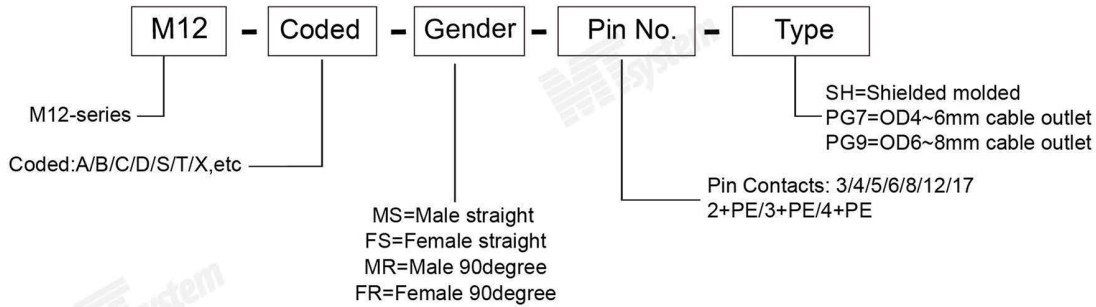 M12 - Coded - Gender - Pin No. - Type
M12-series
Coded:A/B/C/D/S/T/X,etc
MS=Male straight
FS=Female straight
MR=Male 90degree
FR=Female 90degree
Pin Contacts: 3/4/5/6/8/12/17
2+PE/3+PE/4+PE
SH=Shielded molded
PG7=OD4~6mm cable outlet
PG9=OD6~8mm cable outlet
system
system